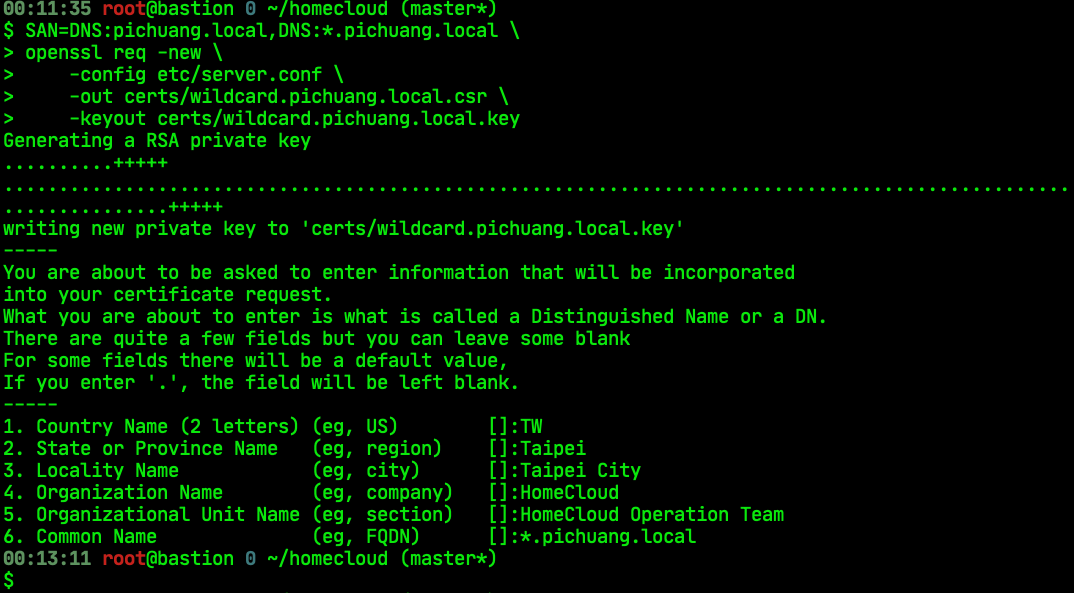 00:11:35 root@bastion 0 ~/homecloud (master*)
$ SAN=DNS:pichuang.local,DNS:*.pichuang.local \
> openssl req -new \
>     -config etc/server.conf \
>     -out certs/wildcard.pichuang.local.csr \
>     -keyout certs/wildcard.pichuang.local.key
Generating a RSA private key
..........+++++
.................................................................................................
...............+++++
writing new private key to 'certs/wildcard.pichuang.local.key'
-----
You are about to be asked to enter information that will be incorporated
into your certificate request.
What you are about to enter is what is called a Distinguished Name or a DN.
There are quite a few fields but you can leave some blank
For some fields there will be a default value,
If you enter '.', the field will be left blank.
-----
1. Country Name (2 letters) (eg, US)        []:TW
2. State or Province Name   (eg, region)    []:Taipei
3. Locality Name            (eg, city)      []:Taipei City
4. Organization Name        (eg, company)   []:HomeCloud
5. Organizational Unit Name (eg, section)   []:HomeCloud Operation Team
6. Common Name              (eg, FQDN)      []:*.pichuang.local
00:13:11 root@bastion 0 ~/homecloud (master*)
$